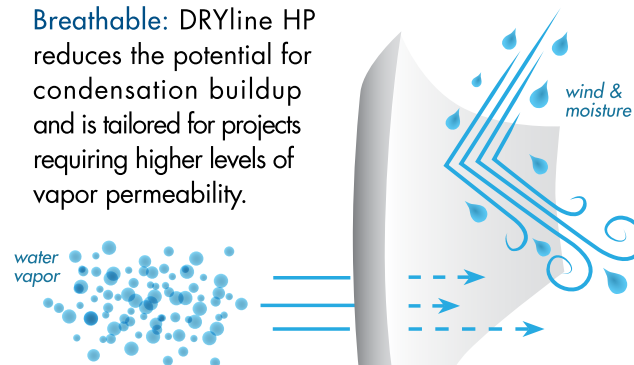 Breathable: DRYline HP
reduces the potential for
condensation buildup
and is tailored for projects
requiring higher levels of
vapor permeability.
wind &
moisture
water
vapor